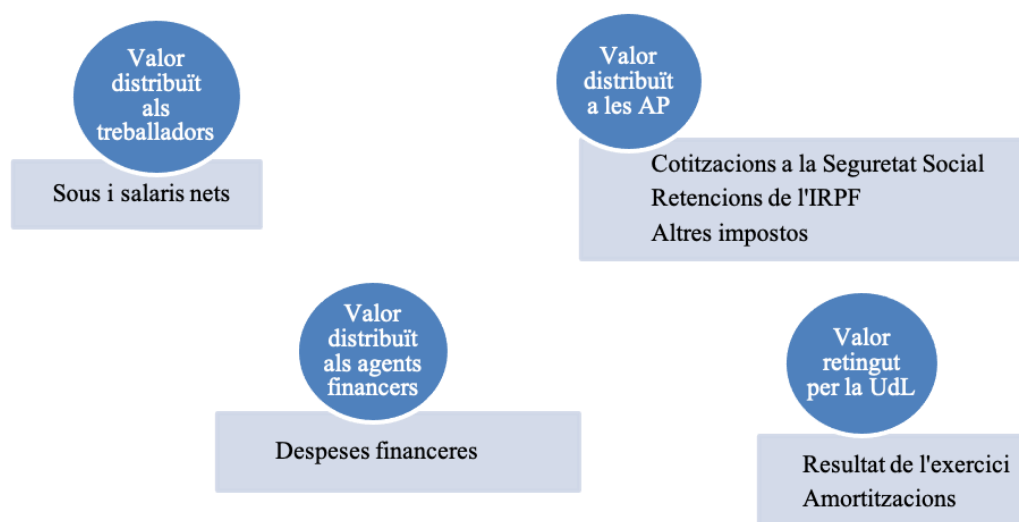 Valor
distribuït
als
treballadors
Sous i salaris nets
Valor
distribuït
a les AP
Cotitzacions a la Seguretat Social
Retencions de l'IRPF
Altres impostos
Valor
distribuït
als agents
financers
Despeses financeres
Valor
retingut
per la UdL
Resultat de l'exercici
Amortitzacions